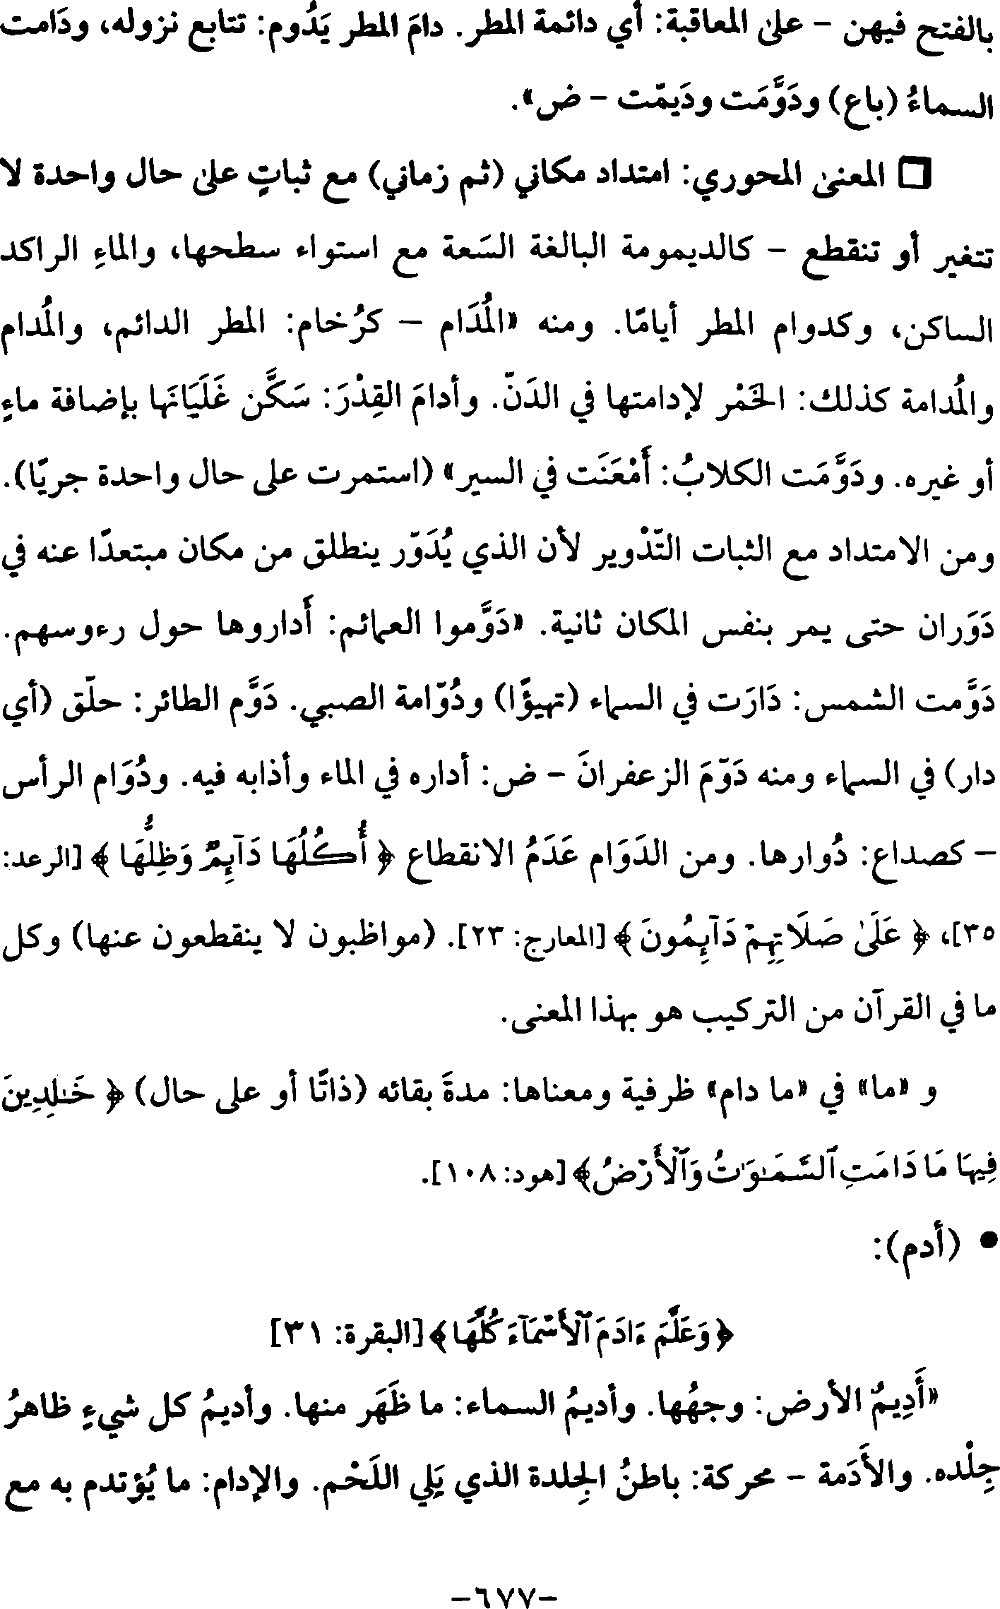 بالفتح فيهن – على المعاقبة: أي دائمة المطر. دامَ المطر يَدُوم: تتابع نزوله، ودَامت
السماءُ (باع) ودَوَّمَت ودَيمّت – ض».
❒ المعنى المحوري: امتداد مكاني (ثم زماني) مع ثباتٍ على حال واحدة لا
تتغير أو تنقطع – كالديمومة البالغة السَعة مع استواء سطحها، والماءِ الراكد
الساكن، وكدوام المطر أيامًا. ومنه «المُدَام – كرُخام: المطر الدائم، والمُدام
والمُدامة كذلك: الخَمْر لإدامتها في الدَنّ. وأدامَ القِدْرَ: سَكَّن غَلَيَانَها بإضافة ماءٍ
أو غيره. ودَوَّمَت الكلابُ: أَمْعَنَت في السير» (استمرت على حال واحدة جريًا).
ومن الامتداد مع الثبات التّدْوير لأن الذي يُدَوّر ينطلق من مكان مبتعدًا عنه في
دَوَران حتى يمر بنفس المكان ثانية. «دَوَّموا العمائم: أَداروها حول رءوسهم.
دَوَّمت الشمس: دَارَت في السماء (تهيؤًا) ودُوّامة الصبي. دَوَّم الطائر: حلّق (أي
دار) في السماء ومنه دَوّمَ الزعفرانَ – ض: أداره في الماء وأذابه فيه. ودُوَام الرأس
– كصداع: دُوارها. ومن الدَوَام عَدَمُ الانقطاع ﴿ أُكُلُهَا دَآئِمٌ وَظِلُّهَا ﴾ [الرعد:
٣٥]، ﴿ عَلَىٰ صَلَاتِهِمْ دَآئِمُونَ ﴾ [المعارج: ٢٣]. (مواظبون لا ينقطعون عنها) وكل
ما في القرآن من التركيب هو بهذا المعنى.
و «ما» في «ما دام» ظرفية ومعناها: مدةَ بقائه (ذاتًا أو على حال) ﴿ خَـٰلِدِينَ
فِيهَا مَا دَامَتِ ٱلسَّمَـٰوَٰتُ وَٱلْأَرْضُ﴾ [هود: ١٠٨].
• (أدم):
﴿ وَعَلَّمَ ءَادَمَ ٱلْأَسْمَآءَ كُلَّهَا ﴾ [البقرة: ٣١]
«أَدِيمُ الأرض: وجهُها. وأديمُ السماء: ما ظَهَر منها. وأديمُ كل شيءٍ ظاهرُ
جِلْده. والأَدَمة – محركة: باطنُ الجِلدة الذي يَلِي اللَحْم. والإدام: ما يُؤتدم به مع
–٦٧٧–